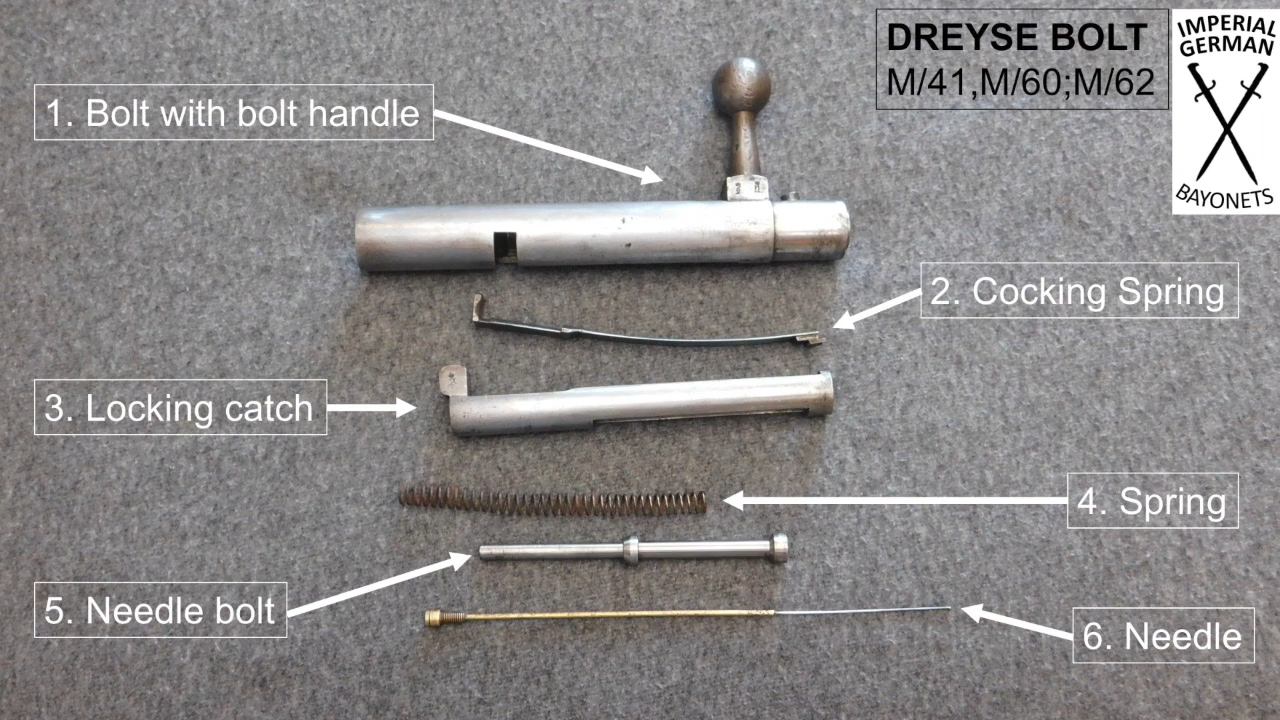 DREYSE BOLT
M/41,M/60;M/62
IMPERIAL
GERMAN
BAYONETS
1. Bolt with bolt handle
2. Cocking Spring
3. Locking catch
4. Spring
5. Needle bolt
6. Needle